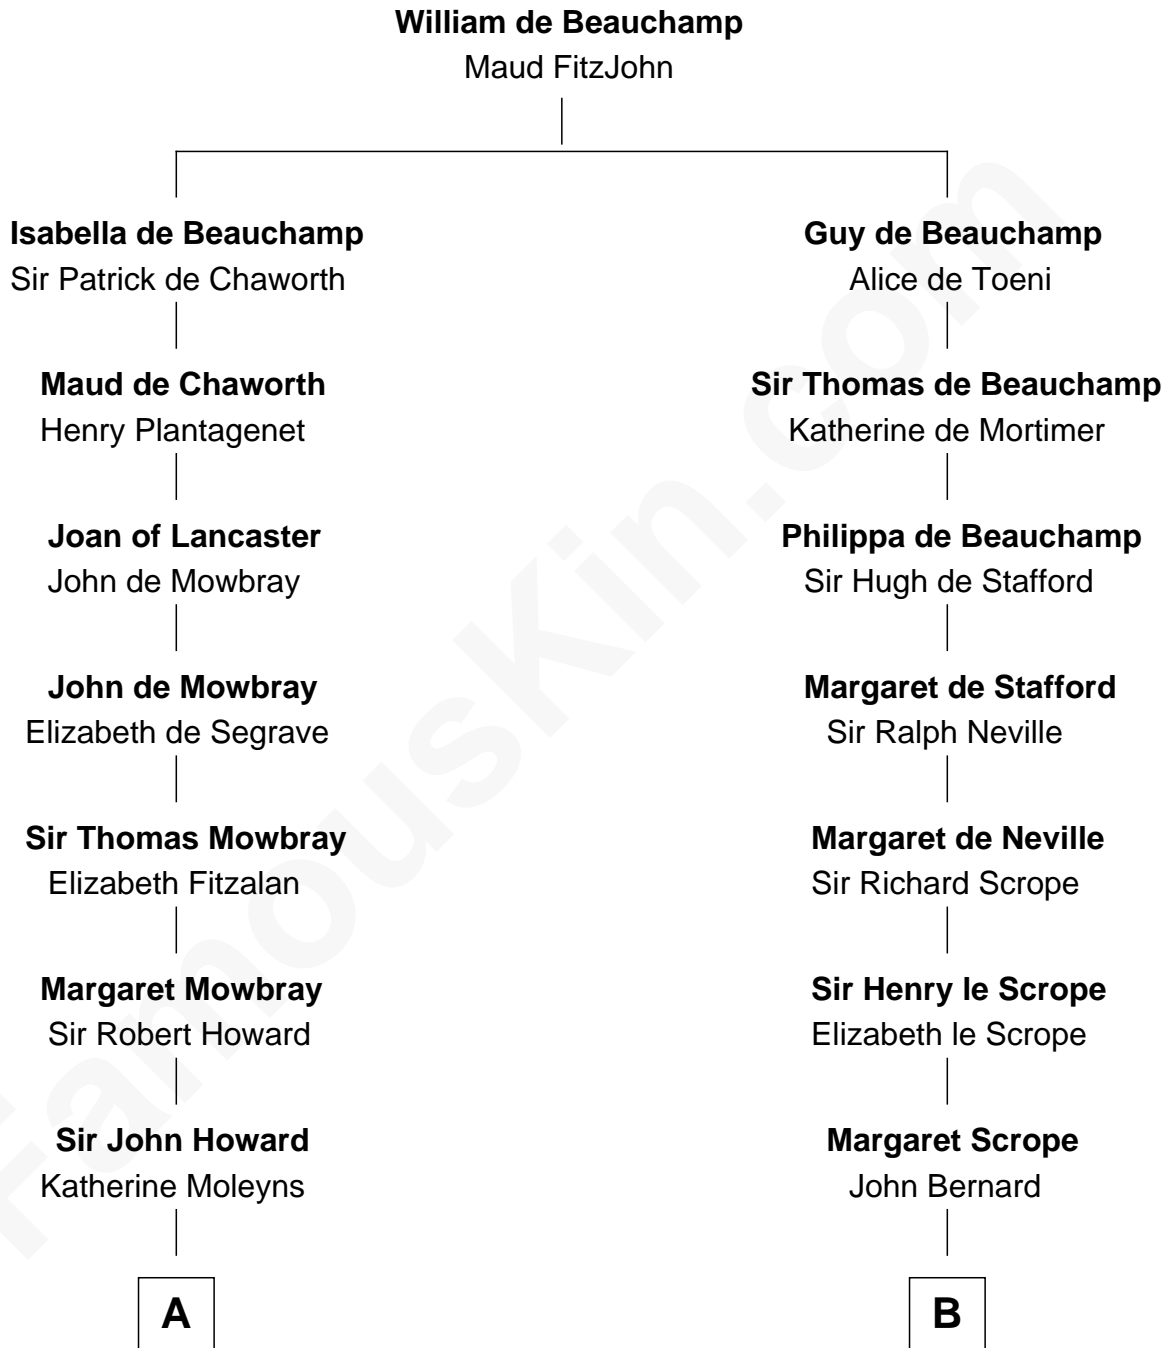 William de Beauchamp
Maud FitzJohn
Isabella de Beauchamp
Sir Patrick de Chaworth
Guy de Beauchamp
Alice de Toeni
Maud de Chaworth
Henry Plantagenet
Sir Thomas de Beauchamp
Katherine de Mortimer
Joan of Lancaster
John de Mowbray
Philippa de Beauchamp
Sir Hugh de Stafford
John de Mowbray
Elizabeth de Segrave
Margaret de Stafford
Sir Ralph Neville
Sir Thomas Mowbray
Elizabeth Fitzalan
Margaret de Neville
Sir Richard Scrope
Margaret Mowbray
Sir Robert Howard
Sir Henry le Scrope
Elizabeth le Scrope
Sir John Howard
Katherine Moleyns
Margaret Scrope
John Bernard
A
B
FamousKin.com